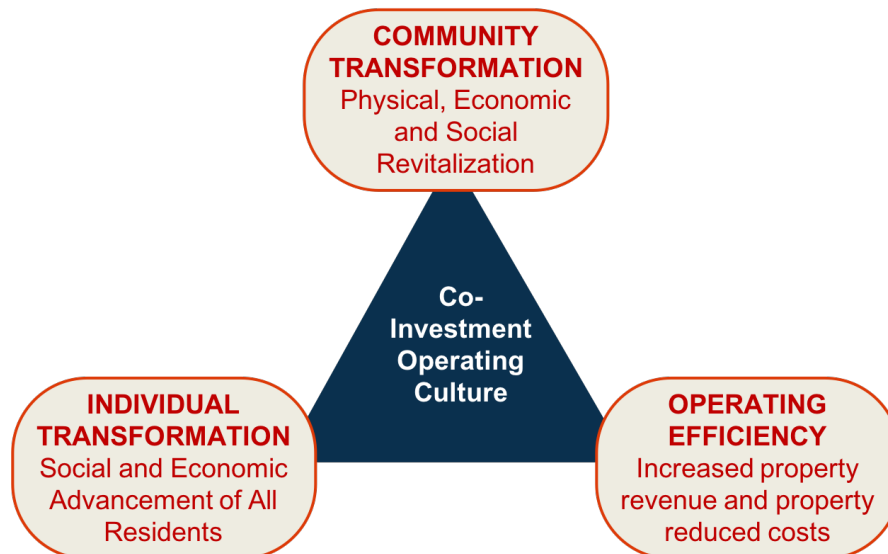 COMMUNITY
TRANSFORMATION
Physical, Economic
and Social
Revitalization
Co-
Investment
Operating
Culture
INDIVIDUAL
TRANSFORMATION
Social and Economic
Advancement of All
Residents
OPERATING
EFFICIENCY
Increased property
revenue and property
reduced costs